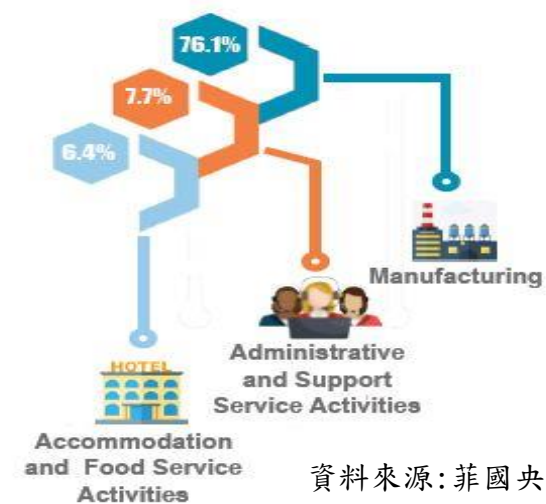 76.1%
7.7%
6.4%
Manufacturing
Administrative
and Support
Service Activities
HOTEL
Accommodation
and Food Service
Activities
資料來源:菲國央